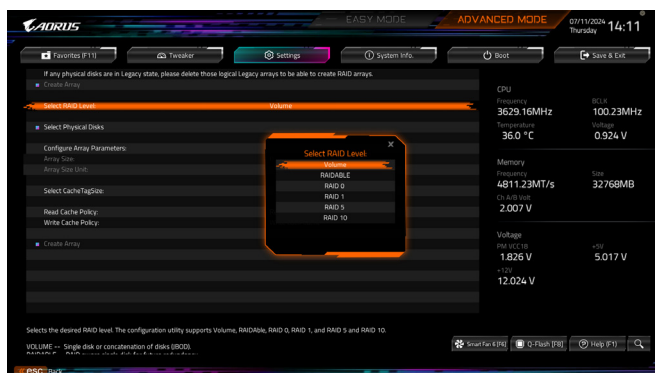 AORUS
EASY MODE
ADVANCED MODE
07/11/2024
Thursday
14:11
Favorites (F11)
Tweaker
Settings
System Info.
Boot
Save & Exit
If any physical disks are in Legacy state, please delete those logical Legacy arrays to be able to create RAID arrays.
Create Array
Select RAID Level:
Volume
Select Physical Disks
Configure Array Parameters:
Array Size:
Array Size Unit:
Select CacheTagSize:
Read Cache Policy:
Write Cache Policy:
Create Array
X
Select RAID Level:
Volume
RAIDABLE
RAID 0
RAID 1
RAID 5
RAID 10
CPU
Frequency
BCLK
3629.16MHz
100.23MHz
Temperature
Voltage
36.0 °C
0.924 V
Memory
Frequency
Size
4811.23MT/s
32768MB
Ch A/B Volt
2.007 V
Voltage
PM VCC18
+5V
1.826 V
5.017 V
+12V
12.024 V
Selects the desired RAID level. The configuration utility supports Volume, RAIDAble, RAID 0, RAID 1, and RAID 5 and RAID 10.
VOLUME -- Single disk or concatenation of disks (JBOD).
Smart Fan 6 [F6]
Q-Flash [F8]
Help (F1)
esc Back